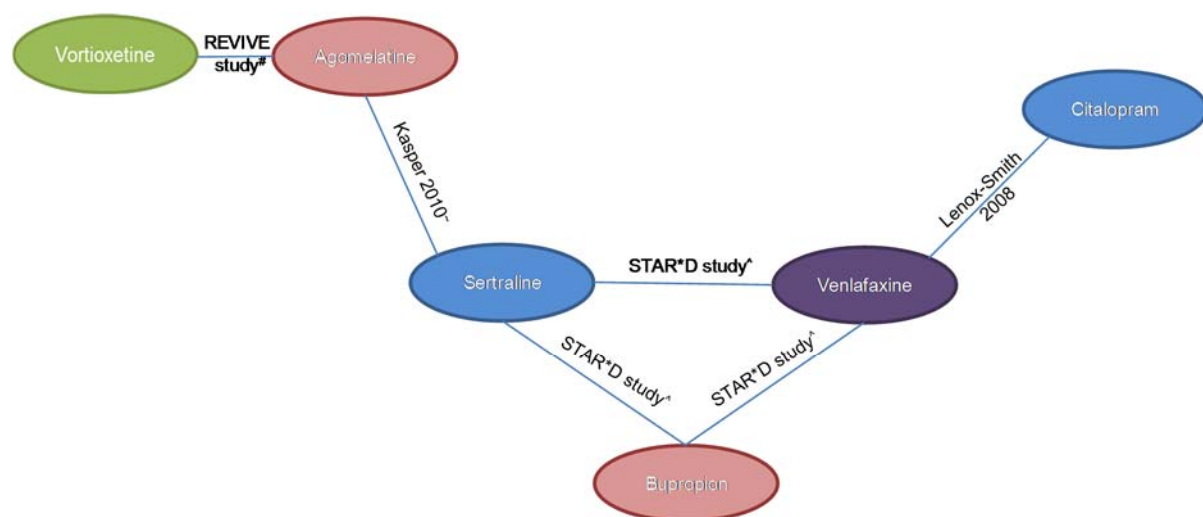 Vortioxetine
REVIVE
study#
Agomelatine
Citalopram
Kasper 2010~
Lenox-Smith
2008
Sertraline
STAR*D study^
Venlafaxine
STAR*D study^
STAR*D study^
Bupropion